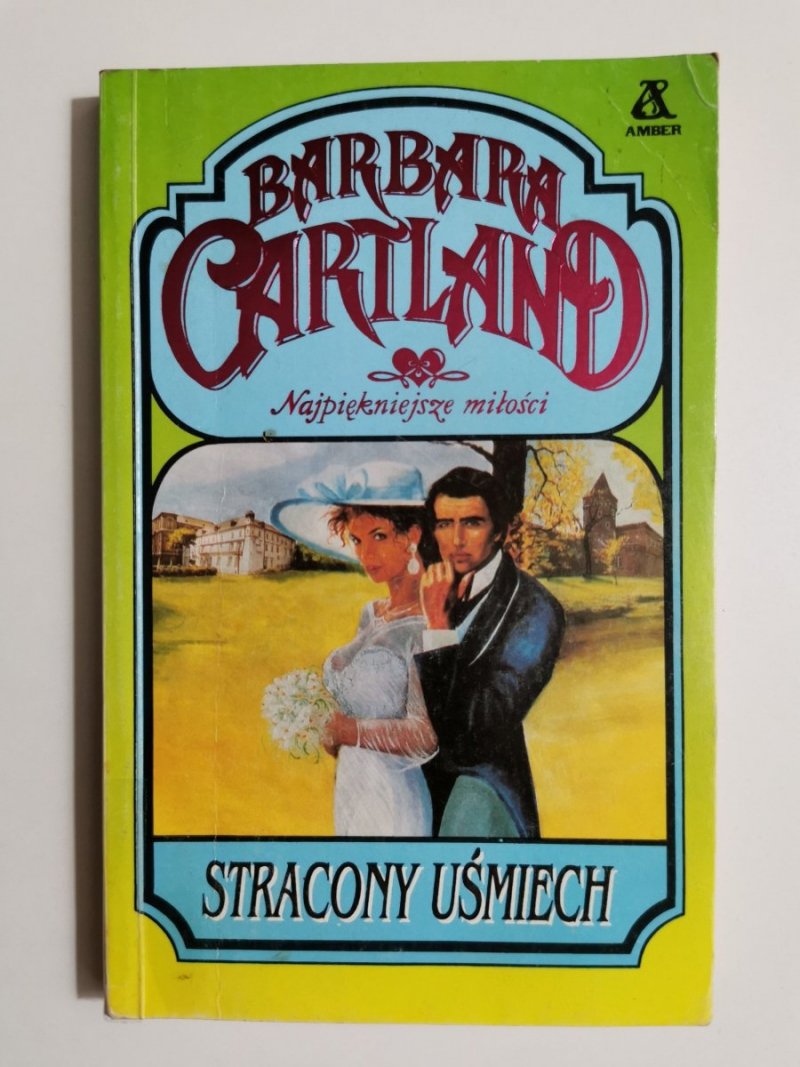 AMBER
BARBARA
CARTLAND
Najpiękniejsze miłości
STRACONY UŚMIECH